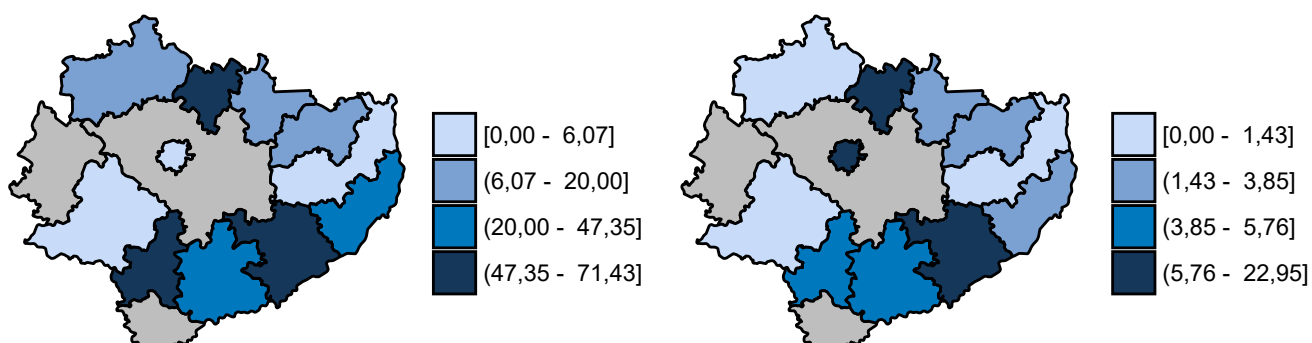 [0,00 - 6,07]
(6,07 - 20,00]
(20,00 - 47,35]
(47,35 - 71,43]
[0,00 - 1,43]
(1,43 - 3,85]
(3,85 - 5,76]
(5,76 - 22,95]